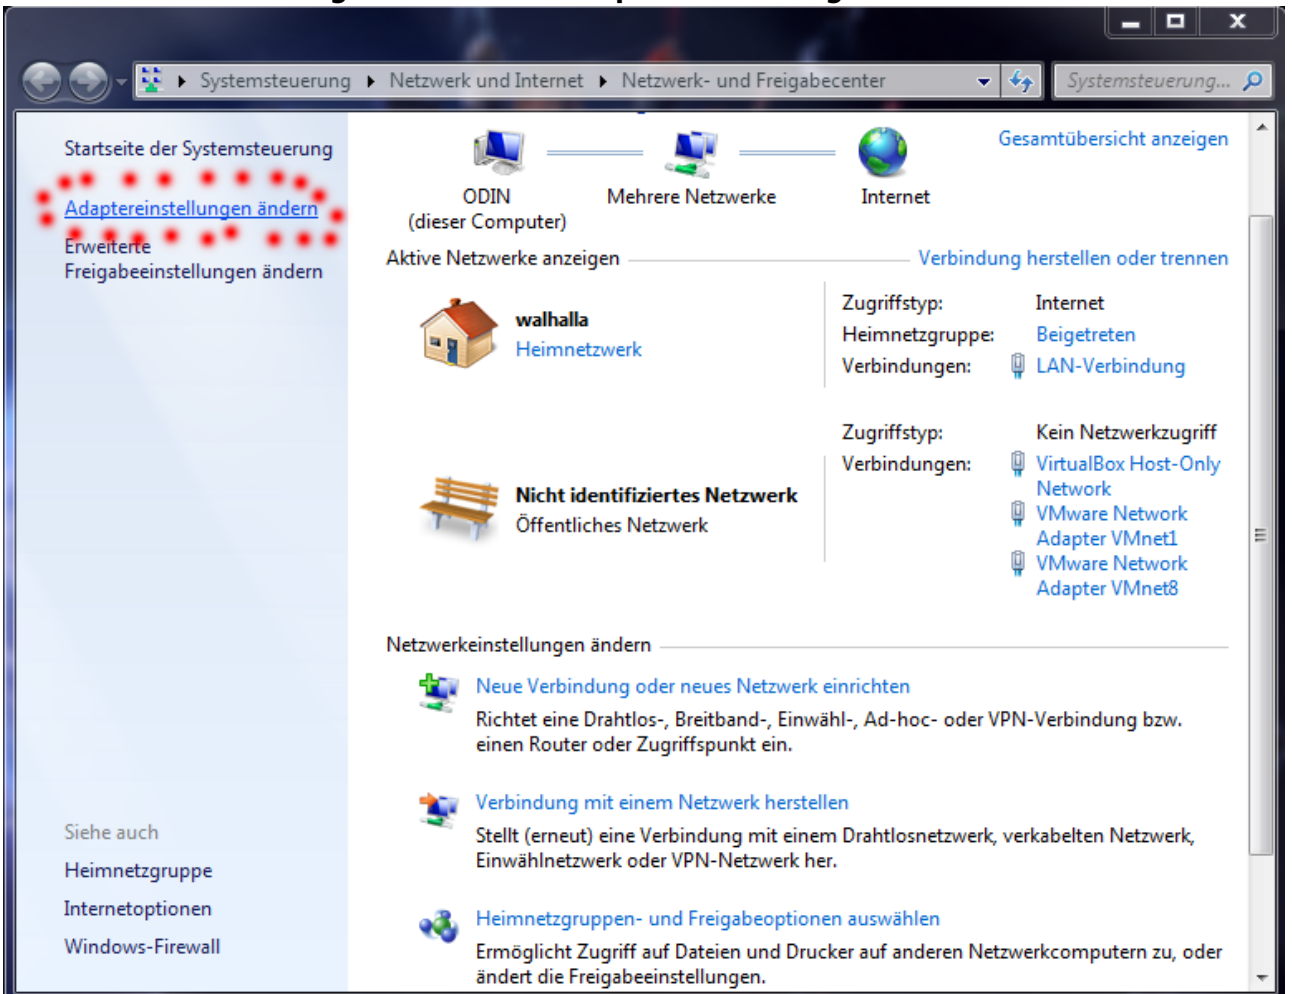 Systemsteuerung Netzwerk und Internet Netzwerk- und Freigabecenter
Systemsteuerung...
Startseite der Systemsteuerung
Adaptereinstellungen ändern
Erweiterte
Freigabeeinstellungen ändern
Siehe auch
Heimnetzgruppe
Internetoptionen
Windows-Firewall
Gesamtübersicht anzeigen
ODIN
(dieser Computer)
Mehrere Netzwerke
Internet
Aktive Netzwerke anzeigen
Verbindung herstellen oder trennen
walhalla
Heimnetzwerk
Zugriffstyp: Internet
Heimnetzgruppe: Beigetreten
Verbindungen: LAN-Verbindung
Nicht identifiziertes Netzwerk
Öffentliches Netzwerk
Zugriffstyp: Kein Netzwerkzugriff
Verbindungen: VirtualBox Host-Only
Network
VMware Network
Adapter VMnet1
VMware Network
Adapter VMnet8
Netzwerkeinstellungen ändern
Neue Verbindung oder neues Netzwerk einrichten
Richtet eine Drahtlos-, Breitband-, Einwähl-, Ad-hoc- oder VPN-Verbindung bzw.
einen Router oder Zugriffspunkt ein.
Verbindung mit einem Netzwerk herstellen
Stellt (erneut) eine Verbindung mit einem Drahtlosnetzwerk, verkabelten Netzwerk,
Einwählnetzwerk oder VPN-Netzwerk her.
Heimnetzgruppen- und Freigabeoptionen auswählen
Ermöglicht Zugriff auf Dateien und Drucker auf anderen Netzwerkcomputern zu, oder
ändert die Freigabeeinstellungen.